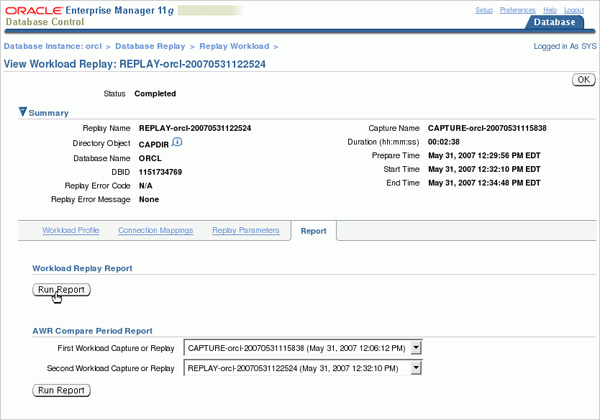 ORACLE Enterprise Manager 11g
Database Control
Setup Preferences Help Logout
Database
Database Instance: orcl > Database Replay > Replay Workload >
Logged in As SYS
View Workload Replay: REPLAY-orcl-20070531122524
OK
Status Completed
Summary
Replay Name REPLAY-orcl-20070531122524
Directory Object CAPDIR
Database Name ORCL
DBID 1151734769
Replay Error Code N/A
Replay Error Message None
Capture Name CAPTURE-orcl-20070531115838
Duration (hh:mm:ss) 00:02:38
Prepare Time May 31, 2007 12:29:56 PM EDT
Start Time May 31, 2007 12:32:10 PM EDT
End Time May 31, 2007 12:34:48 PM EDT
Workload Profile Connection Mappings Replay Parameters Report
Workload Replay Report
Run Report
AWR Compare Period Report
First Workload Capture or Replay CAPTURE-orcl-20070531115838 (May 31, 2007 12:06:12 PM)
Second Workload Capture or Replay REPLAY-orcl-20070531122524 (May 31, 2007 12:32:10 PM)
Run Report